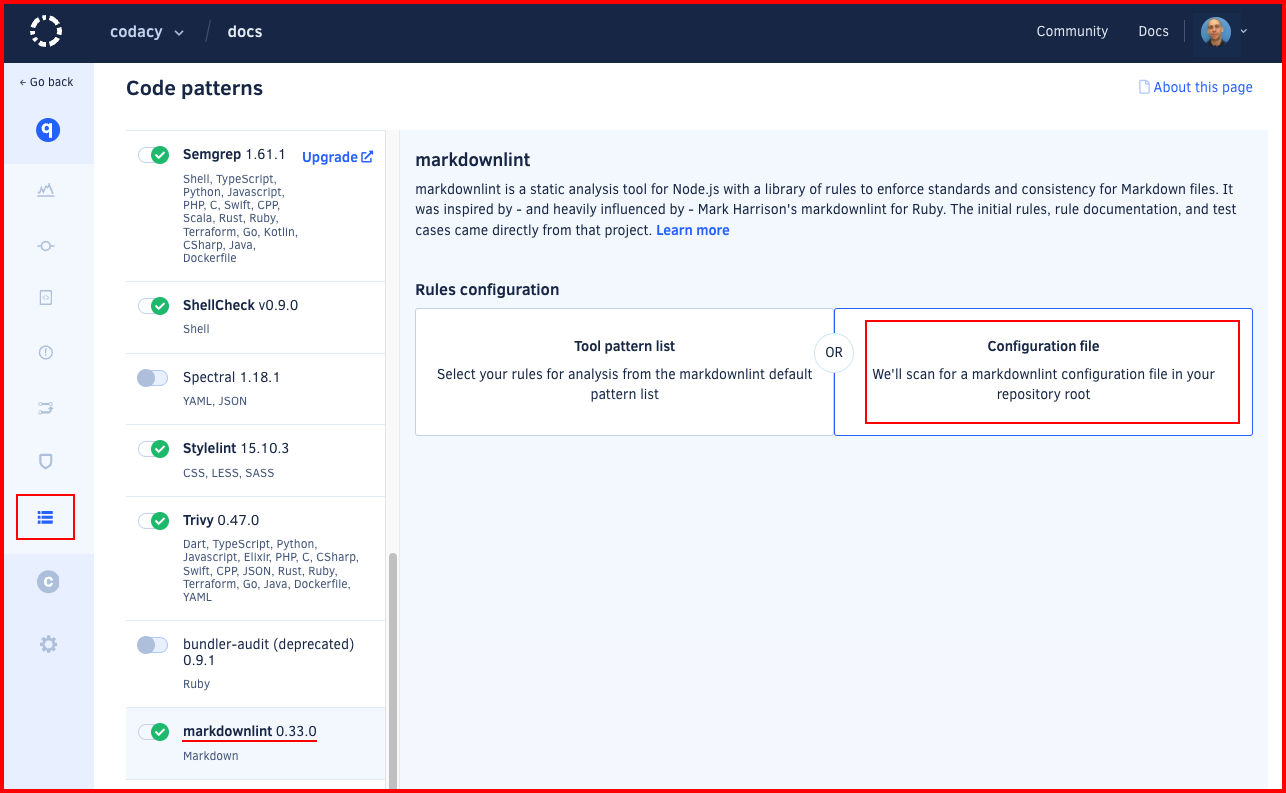 codacy
docs
Community
Docs
← Go back
Code patterns
About this page
Semgrep 1.61.1
Upgrade
Shell, TypeScript,
Python, Javascript,
PHP, C, Swift, CPP,
Scala, Rust, Ruby,
Terraform, Go, Kotlin,
CSharp, Java,
Dockerfile
ShellCheck v0.9.0
Shell
Spectral 1.18.1
YAML, JSON
Stylelint 15.10.3
CSS, LESS, SASS
Trivy 0.47.0
Dart, TypeScript, Python,
Javascript, Elixir, PHP, C, CSharp,
Swift, CPP, JSON, Rust, Ruby,
Terraform, Go, Java, Dockerfile,
YAML
bundler-audit (deprecated)
0.9.1
Ruby
markdownlint 0.33.0
Markdown
markdownlint
markdownlint is a static analysis tool for Node.js with a library of rules to enforce standards and consistency for Markdown files. It
was inspired by - and heavily influenced by - Mark Harrison's markdownlint for Ruby. The initial rules, rule documentation, and test
cases came directly from that project. Learn more
Rules configuration
Tool pattern list
Select your rules for analysis from the markdownlint default
pattern list
OR
Configuration file
We'll scan for a markdownlint configuration file in your
repository root